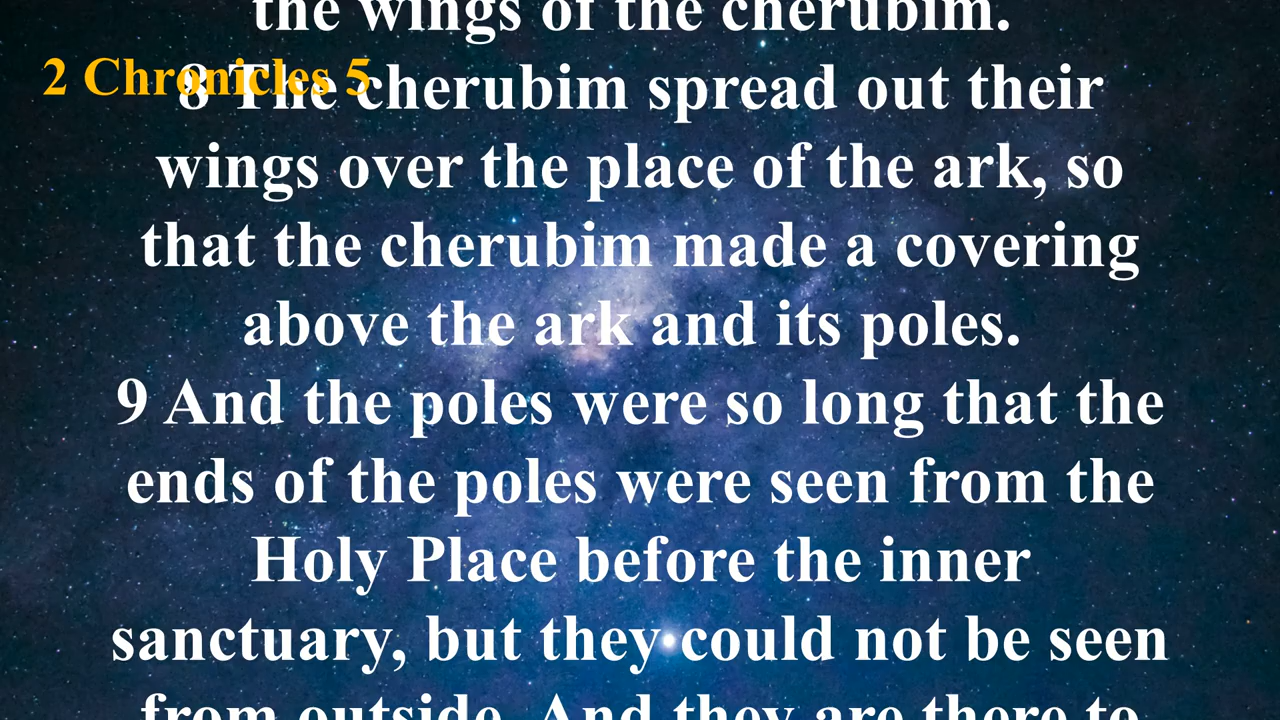 the wings of the cherubim.
2 Chronicles 5
8 The cherubim spread out their
wings over the place of the ark, so
that the cherubim made a covering
above the ark and its poles.
9 And the poles were so long that the
ends of the poles were seen from the
Holy Place before the inner
sanctuary, but they could not be seen
from outside. And they are there to